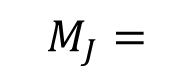 M_J =